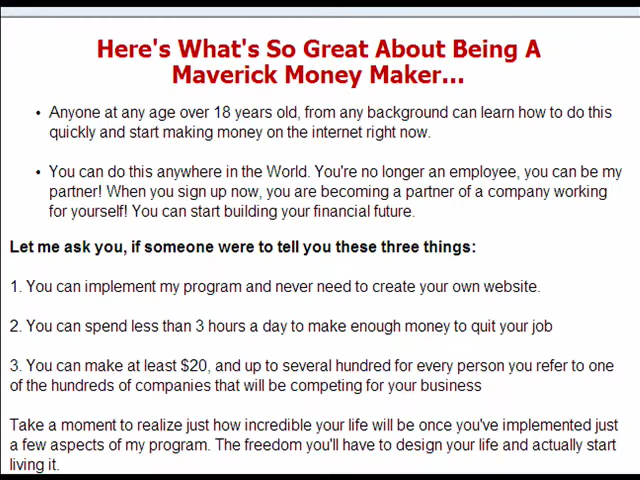 Here's What's So Great About Being A
Maverick Money Maker...
• Anyone at any age over 18 years old, from any background can learn how to do this
quickly and start making money on the internet right now.
• You can do this anywhere in the World. You're no longer an employee, you can be my
partner! When you sign up now, you are becoming a partner of a company working
for yourself! You can start building your financial future.
Let me ask you, if someone were to tell you these three things:
1. You can implement my program and never need to create your own website.
2. You can spend less than 3 hours a day to make enough money to quit your job
3. You can make at least $20, and up to several hundred for every person you refer to one
of the hundreds of companies that will be competing for your business
Take a moment to realize just how incredible your life will be once you've implemented just
a few aspects of my program. The freedom you'll have to design your life and actually start
living it.